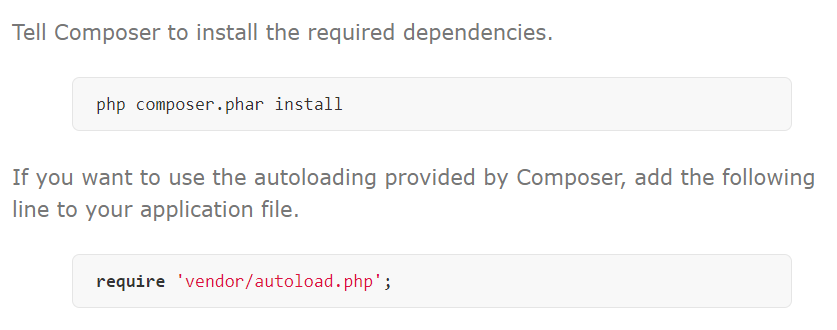 Tell Composer to install the required dependencies.
php composer.phar install
If you want to use the autoloading provided by Composer, add the following
line to your application file.
require 'vendor/autoload.php';